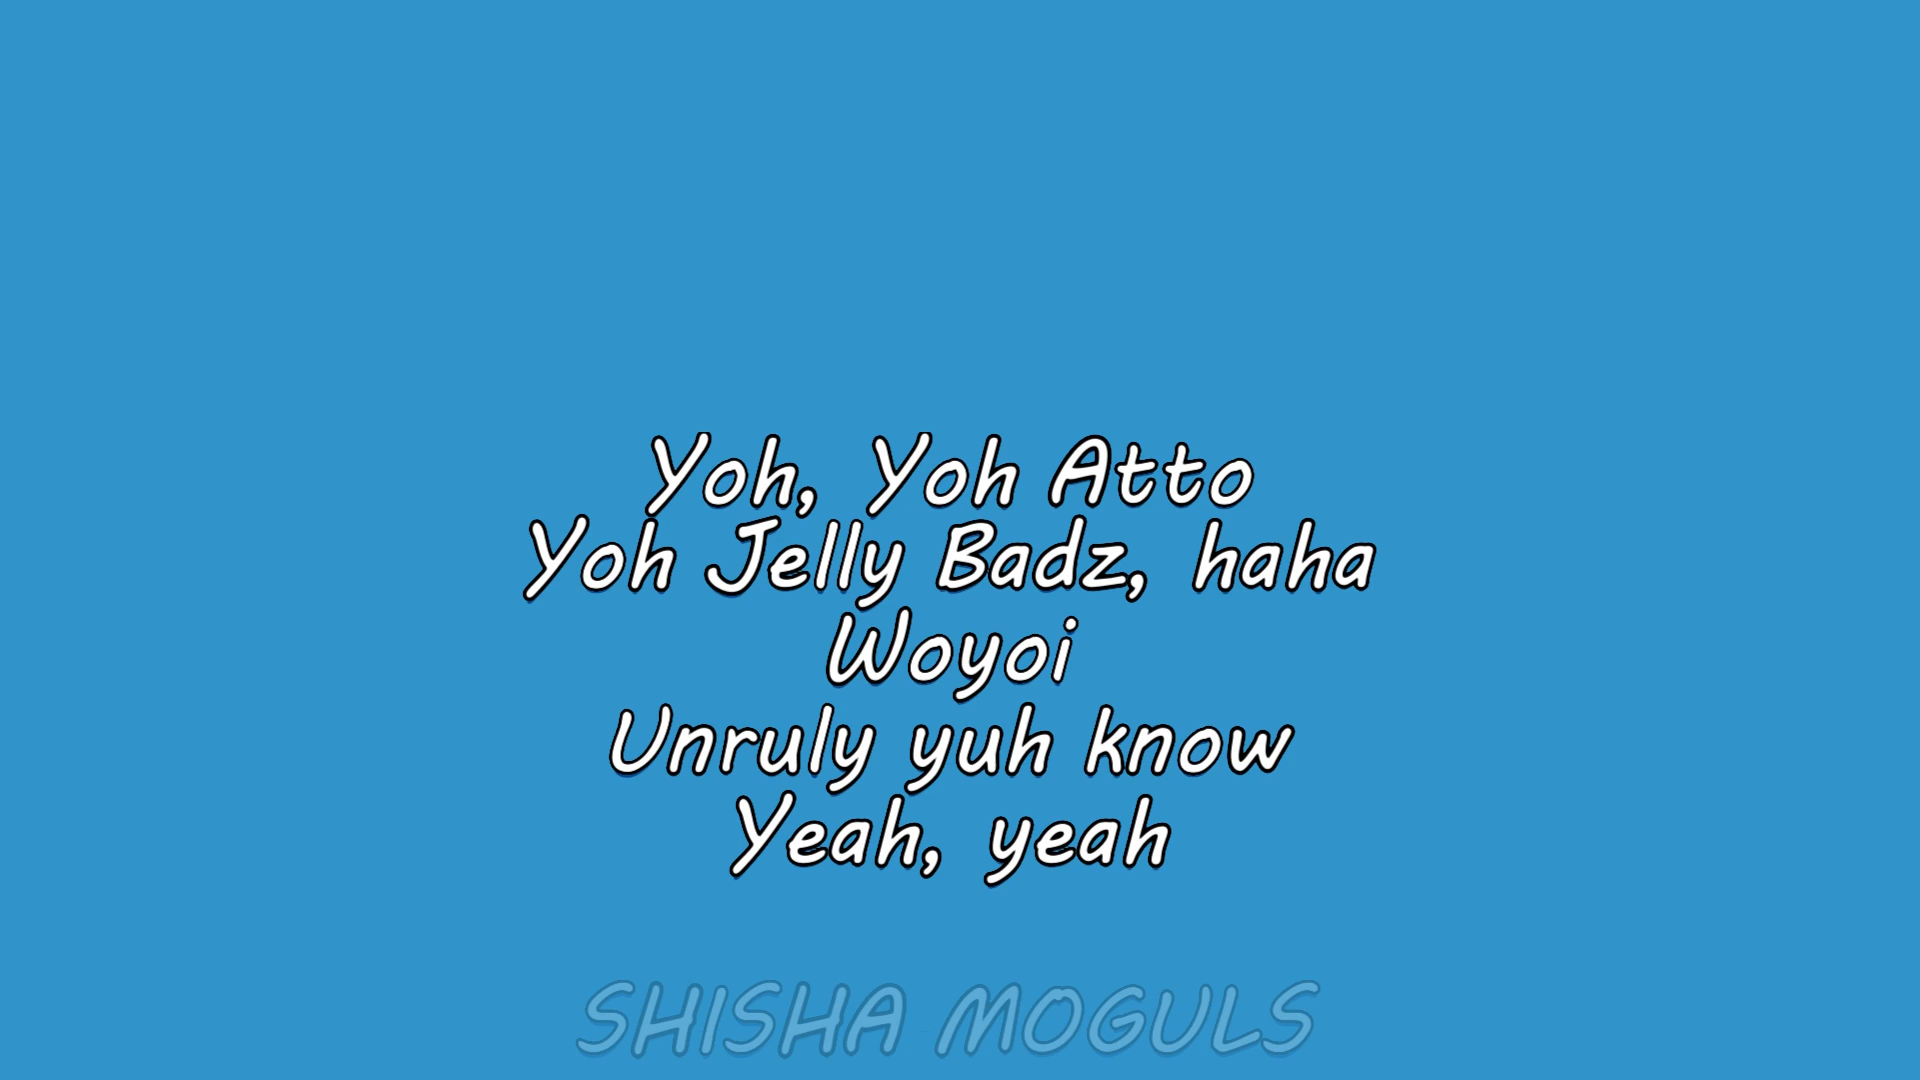 Yoh, Yoh Atto
Yoh Jelly Badz, haha
Woyoi
Unruly yuh know
Yeah, yeah
SHISHA MOGULS